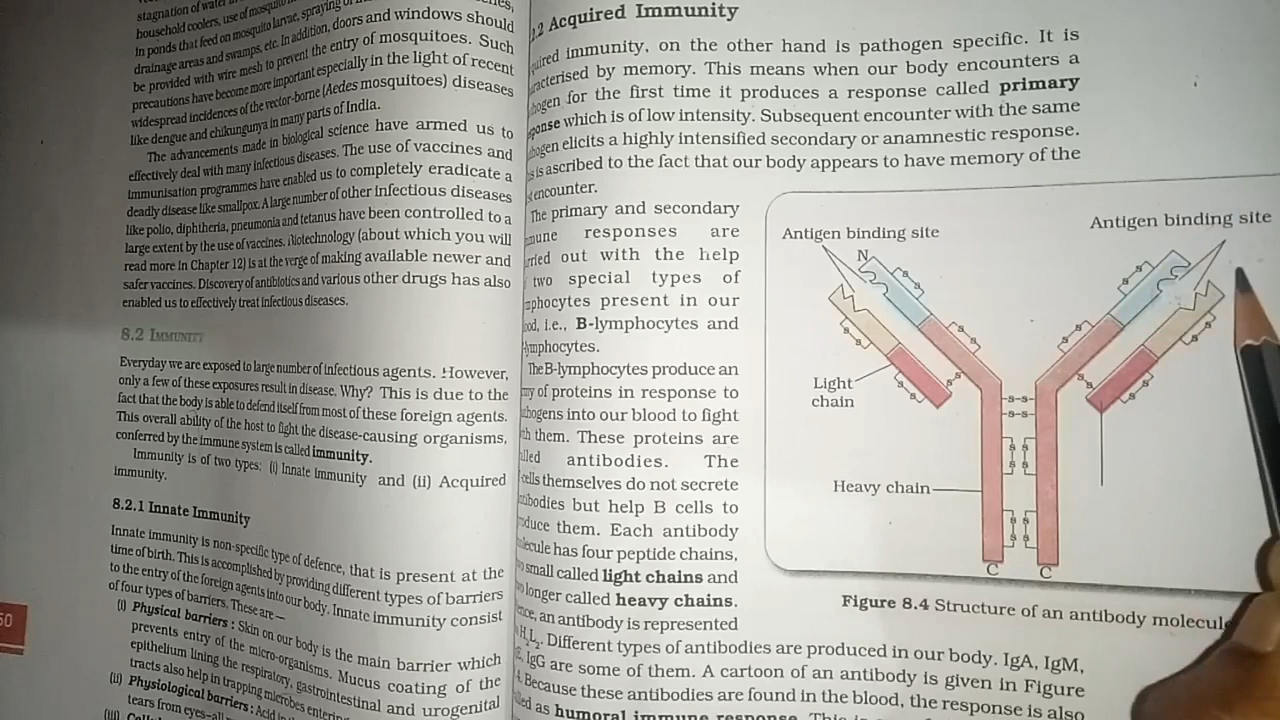 stagnation of water
household coolers, use of mosquito
in ponds that feed on mosquito larvae, spraying of
drainage areas and swamps, etc. In addition, doors and windows should
be provided with wire mesh to prevent the entry of mosquitoes. Such
precautions have become more important especially in the light of recent
widespread incidences of the vector-borne (Aedes mosquitoes) diseases
like dengue and chikungunya in many parts of India.
The advancements made in biological science have armed us to
effectively deal with many infectious diseases. The use of vaccines and
immunisation programmes have enabled us to completely eradicate a
deadly disease like smallpox. A large number of other infectious diseases
like polio, diphtheria, pneumonia and tetanus have been controlled to a
large extent by the use of vaccines. Biotechnology (about which you will
read more in Chapter 12) is at the verge of making available newer and
safer vaccines. Discovery of antibiotics and various other drugs has also
enabled us to effectively treat infectious diseases.
8.2 IMMUNITY
Everyday we are exposed to large number of infectious agents. However,
only a few of these exposures result in disease. Why? This is due to the
fact that the body is able to defend itself from most of these foreign agents.
This overall ability of the host to fight the disease-causing organisms,
conferred by the immune system is called immunity.
Immunity is of two types: (i) Innate immunity and (ii) Acquired
immunity.
8.2.1 Innate Immunity
Innate immunity is non-specific type of defence, that is present at the
time of birth. This is accomplished by providing different types of barriers
to the entry of the foreign agents into our body. Innate immunity consist
of four types of barriers. These are —
(i) Physical barriers : Skin on our body is the main barrier which
prevents entry of the micro-organisms. Mucus coating of the
epithelium lining the respiratory, gastrointestinal and urogenital
tracts also help in trapping microbes entering
(ii) Physiological barriers : Acid in
tears from eyes–all
(iii)
50
.2 Acquired Immunity
immunity, on the other hand is pathogen specific. It is
by memory. This means when our body encounters a
for the first time it produces a response called primary
which is of low intensity. Subsequent encounter with the same
elicits a highly intensified secondary or anamnestic response.
is ascribed to the fact that our body appears to have memory of the
encounter.
The primary and secondary
responses are
out with the help
two special types of
present in our
i.e., B-lymphocytes and
The B-lymphocytes produce an
of proteins in response to
into our blood to fight
them. These proteins are
antibodies. The
themselves do not secrete
but help B cells to
them. Each antibody
has four peptide chains,
small called light chains and
longer called heavy chains.
an antibody is represented
H2L2. Different types of antibodies are produced in our body. IgA, IgM,
IgG are some of them. A cartoon of an antibody is given in Figure
Because these antibodies are found in the blood, the response is also
as humoral immune response. This is
Antigen binding site
Antigen binding site
N
Light
chain
-s-s-
-s-s-
Heavy chain
C
C
Figure 8.4 Structure of an antibody